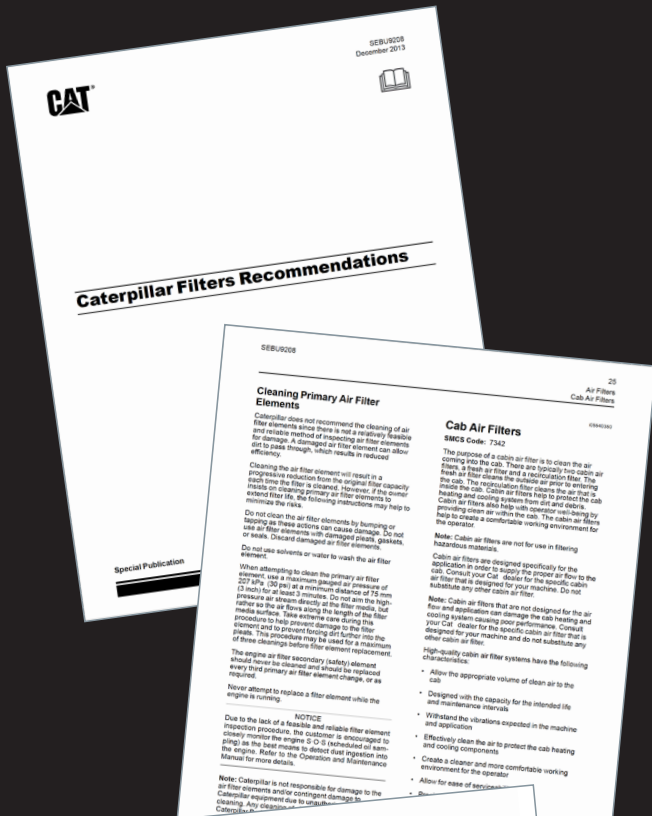 SEBU9208
December 2013
CAT®
Caterpillar Filters Recommendations
Special Publication
SEBU9208
25
Air Filters
Cab Air Filters
Cleaning Primary Air Filter
Elements
Caterpillar does not recommend the cleaning of air
filter elements since there is not a relatively feasible
and reliable method of inspecting air filter elements
for damage. A damaged air filter element can allow
dirt to pass through, which results in reduced
efficiency.
Cleaning the air filter element will result in a
progressive reduction from the original filter capacity
each time the filter is cleaned. However, if the owner
insists on cleaning primary air filter elements to
extend filter life, the following instructions may help to
minimize the risks.
Do not clean the air filter elements by bumping or
tapping as these actions can cause damage. Do not
use air filter elements with damaged pleats, gaskets,
or seals. Discard damaged air filter elements.
Do not use solvents or water to wash the air filter
element.
When attempting to clean the primary air filter
element, use a maximum gauged air pressure of
207 kPa (30 psi) at a minimum distance of 75 mm
(3 inch) for at least 3 minutes. Do not aim the high-
pressure air stream directly at the filter media, but
rather so the air flows along the length of the filter
media surface. Take extreme care during this
procedure to help prevent damage to the filter
element and to prevent forcing dirt further into the
pleats. This procedure may be used for a maximum
of three cleanings before filter element replacement.
The engine air filter secondary (safety) element
should never be cleaned and should be replaced
every third primary air filter element change, or as
required.
Never attempt to replace a filter element while the
engine is running.
NOTICE
Due to the lack of a feasible and reliable filter element
inspection procedure, the customer is encouraged to
closely monitor the engine S·O·S (scheduled oil sam-
pling) as the best means to detect dust ingestion into
the engine. Refer to the Operation and Maintenance
Manual for more details.
Note: Caterpillar is not responsible for damage to the
air filter elements and/or contingent damage to
Caterpillar equipment due to
cleaning. Any cleaning
Caterpillar
Cab Air Filters
SMCS Code: 7342
The purpose of a cabin air filter is to clean the air
coming into the cab. There are typically two cabin air
filters, a fresh air filter and a recirculation filter. The
fresh air filter cleans the outside air prior to entering
the cab. The recirculation filter cleans the air that is
inside the cab. Cabin air filters help to protect the cab
heating and cooling system from dirt and debris.
Cabin air filters also help with operator well-being by
providing clean air within the cab. The cabin air filters
help to create a comfortable working environment for
the operator
Note: Cabin air filters are not for use in filtering
hazardous materials.
Cabin air filters are designed specifically for the
application in order to supply the proper air flow to the
cab. Consult your Cat dealer for the specific cabin
air filter that is designed for your machine. Do not
substitute any other cabin air filter.
Note: Cabin air filters that are not designed for the air
flow and application can damage the cab heating and
cooling system causing poor performance. Consult
your Cat dealer for the specific cabin air filter that is
designed for your machine and do not substitute any
other cabin air filter.
High-quality cabin air filter systems have the following
characteristics:
• Allow the appropriate volume of clean air to the
cab
• Designed with the capacity for the intended life
and maintenance intervals
• Withstand the vibrations expected in the machine
and application
• Effectively clean the air to protect the cab heating
and cooling components
• Create a cleaner and more comfortable working
environment for the operator
• Allow for ease of